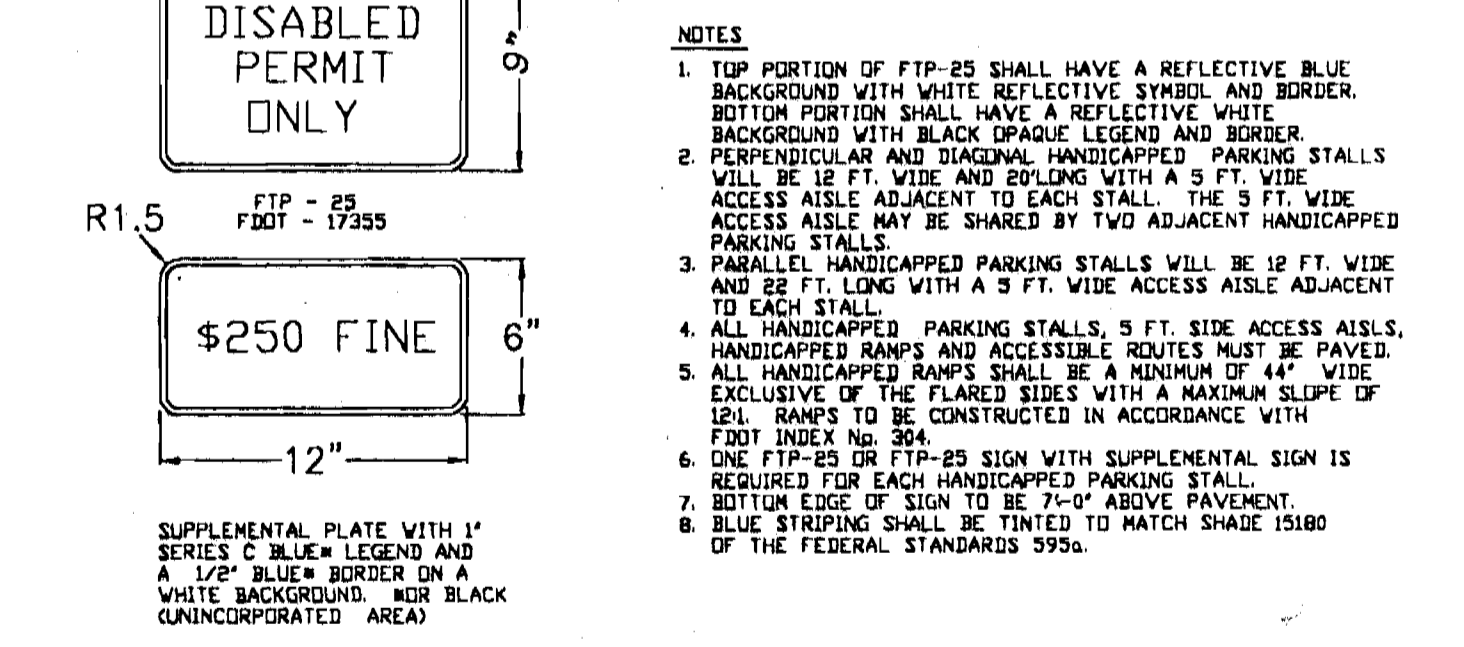 DISABLED
PERMIT
ONLY
9"
FTP - 25
FDOT - 17355
R1.5
$250 FINE
6"
12"
SUPPLEMENTAL PLATE WITH 1"
SERIES C BLUE* LEGEND AND
A 1/2" BLUE* BORDER ON A
WHITE BACKGROUND. *OR BLACK
(UNINCORPORATED AREA)
NOTES
1. TOP PORTION OF FTP-25 SHALL HAVE A REFLECTIVE BLUE
BACKGROUND WITH WHITE REFLECTIVE SYMBOL AND BORDER.
BOTTOM PORTION SHALL HAVE A REFLECTIVE WHITE
BACKGROUND WITH BLACK OPAQUE LEGEND AND BORDER.
2. PERPENDICULAR AND DIAGONAL HANDICAPPED PARKING STALLS
WILL BE 12 FT. WIDE AND 20'LONG WITH A 5 FT. WIDE
ACCESS AISLE ADJACENT TO EACH STALL. THE 5 FT. WIDE
ACCESS AISLE MAY BE SHARED BY TWO ADJACENT HANDICAPPED
PARKING STALLS.
3. PARALLEL HANDICAPPED PARKING STALLS WILL BE 12 FT. WIDE
AND 22 FT. LONG WITH A 5 FT. WIDE ACCESS AISLE ADJACENT
TO EACH STALL.
4. ALL HANDICAPPED PARKING STALLS, 5 FT. SIDE ACCESS AISLS,
HANDICAPPED RAMPS AND ACCESSIBLE ROUTES MUST BE PAVED.
5. ALL HANDICAPPED RAMPS SHALL BE A MINIMUM OF 44" WIDE
EXCLUSIVE OF THE FLARED SIDES WITH A MAXIMUM SLOPE OF
12:1. RAMPS TO BE CONSTRUCTED IN ACCORDANCE WITH
FDOT INDEX No. 304.
6. ONE FTP-25 OR FTP-25 SIGN WITH SUPPLEMENTAL SIGN IS
REQUIRED FOR EACH HANDICAPPED PARKING STALL.
7. BOTTOM EDGE OF SIGN TO BE 7'-0" ABOVE PAVEMENT.
8. BLUE STRIPING SHALL BE TINTED TO MATCH SHADE 15180
OF THE FEDERAL STANDARDS 595a.